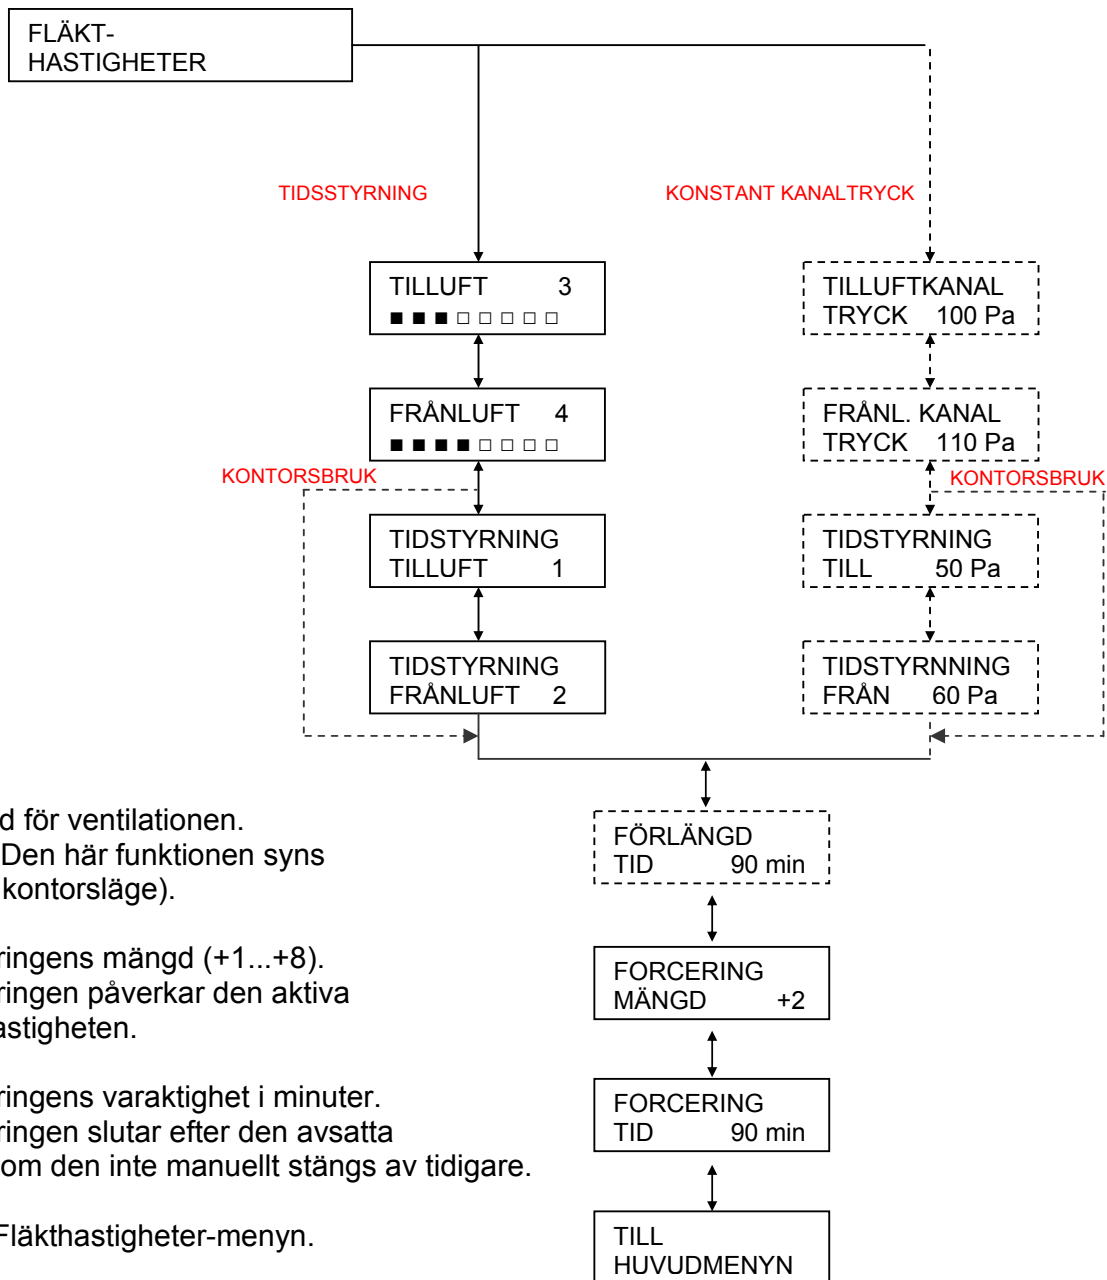 FLÄKT-
HASTIGHETER
TIDSSTYRNING
KONSTANT KANALTRYCK
TILLUFT 3
■ ■ ■ □ □ □ □ □
TILLUFTKANAL
TRYCK 100 Pa
FRÅNLUFT 4
■ ■ ■ ■ □ □ □ □
FRÅNL. KANAL
TRYCK 110 Pa
KONTORSBRUK
KONTORSBRUK
TIDSTYRNING
TILLUFT 1
TIDSTYRNING
TILL 50 Pa
TIDSTYRNING
FRÅNLUFT 2
TIDSTYRNNING
FRÅN 60 Pa
d för ventilationen.
Den här funktionen syns
kontorsläge).
ringens mängd (+1...+8).
ringen påverkar den aktiva
astigheten.
ringens varaktighet i minuter.
ringen slutar efter den avsatta
om den inte manuellt stängs av tidigare.
Fläkthastigheter-menyn.
FÖRLÄNGD
TID 90 min
FORCERING
MÄNGD +2
FORCERING
TID 90 min
TILL
HUVUDMENYN